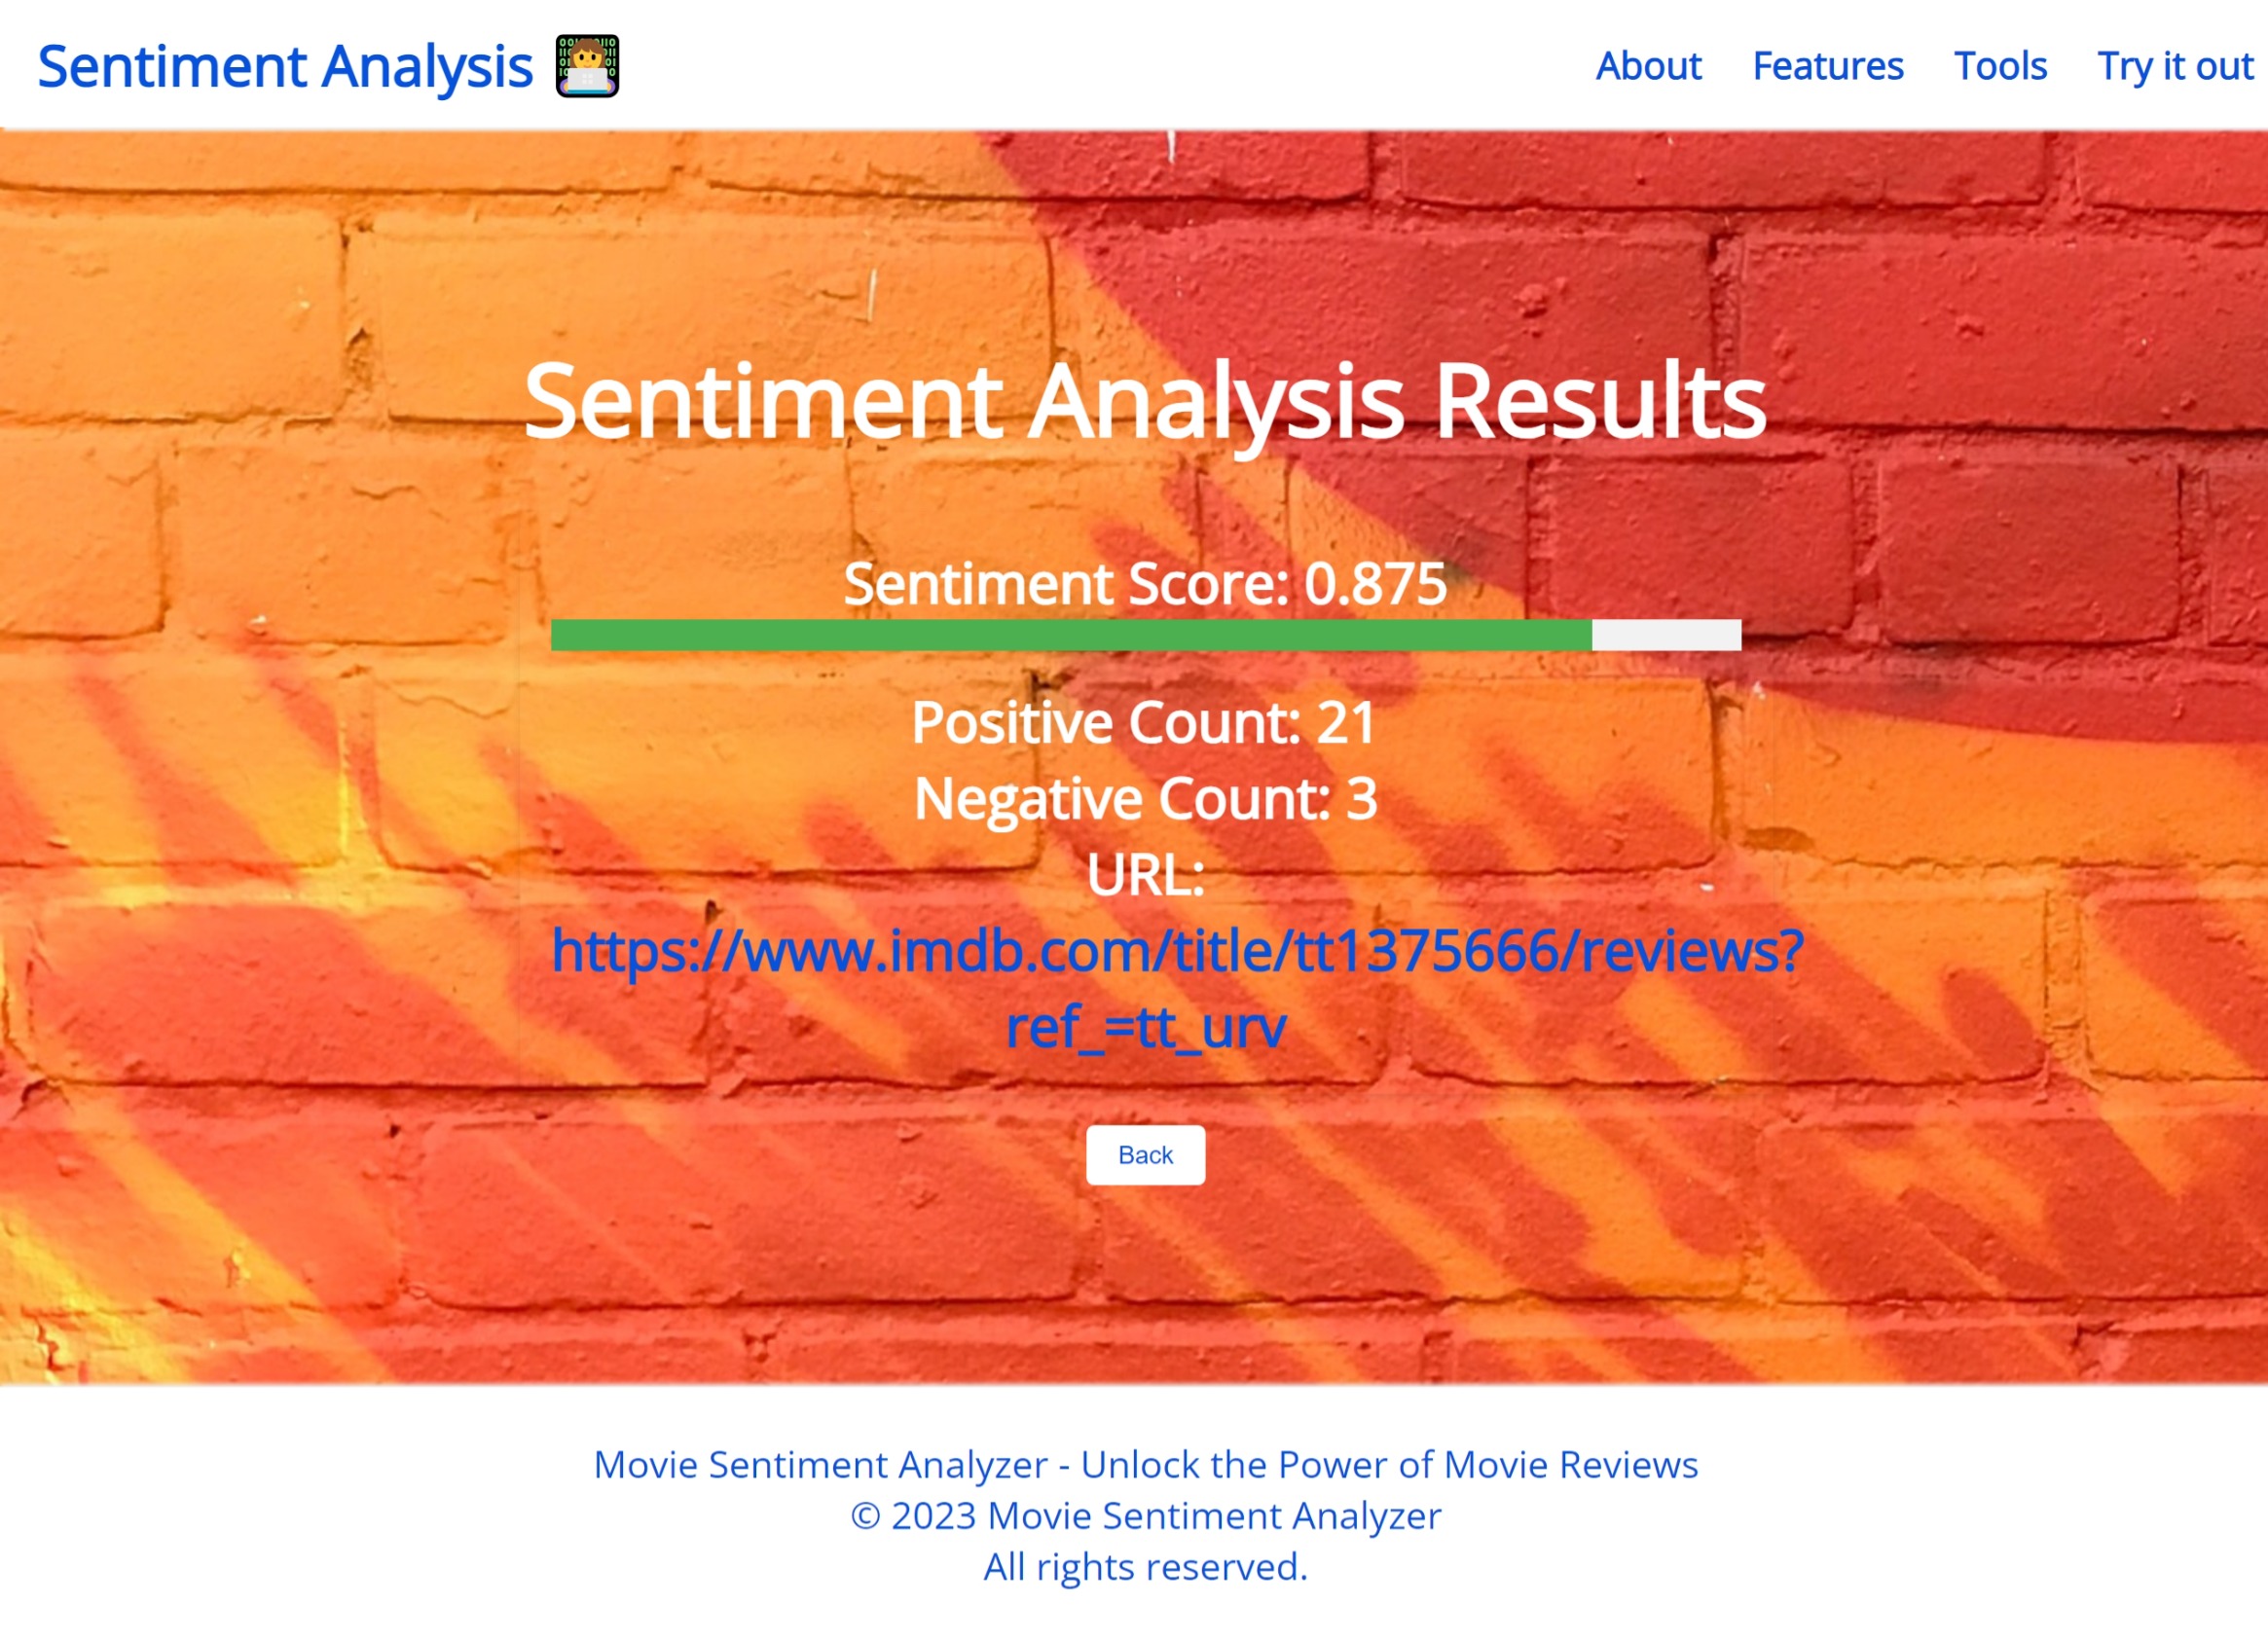 Sentiment Analysis
About Features Tools Try it out
Sentiment Analysis Results
Sentiment Score: 0.875
Positive Count: 21
Negative Count: 3
URL:
https://www.imdb.com/title/tt1375666/reviews?
ref_=tt_urv
Back
Movie Sentiment Analyzer - Unlock the Power of Movie Reviews
© 2023 Movie Sentiment Analyzer
All rights reserved.